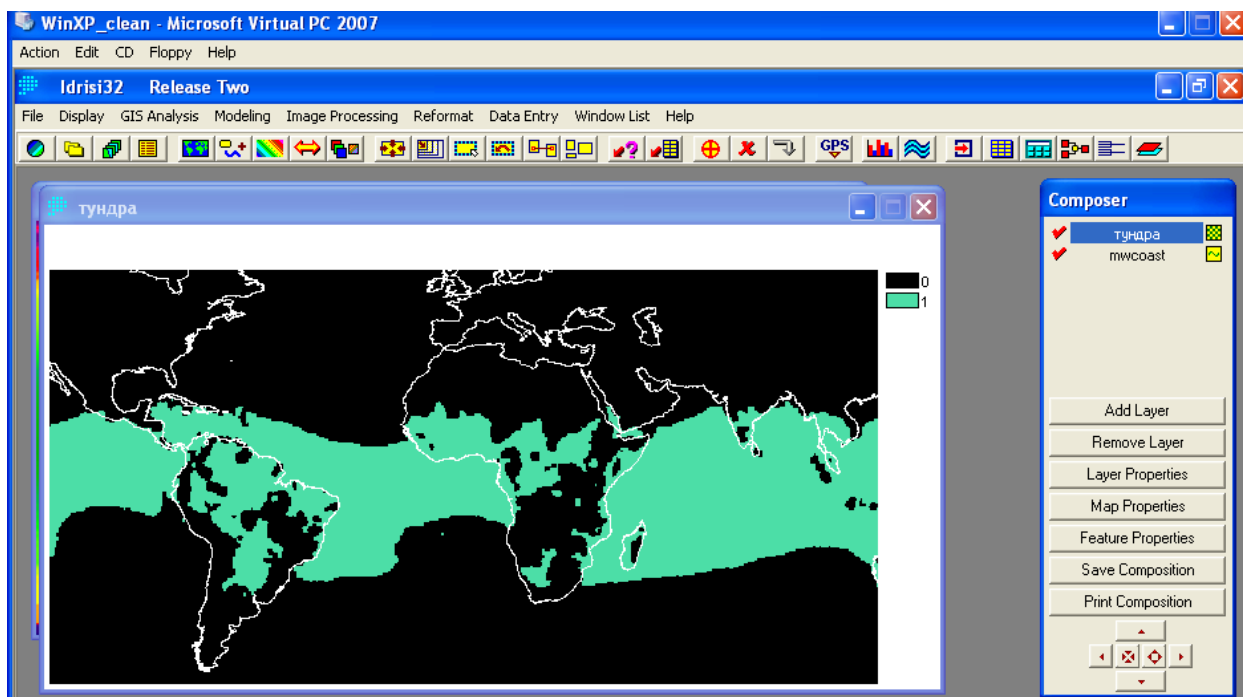 WinXP_clean - Microsoft Virtual PC 2007
Action Edit CD Floppy Help
Idrisi32 Release Two
File Display GIS Analysis Modeling Image Processing Reformat Data Entry Window List Help
GPS
тундра
0
1
Composer
тундра
mwcoast
Add Layer
Remove Layer
Layer Properties
Map Properties
Feature Properties
Save Composition
Print Composition